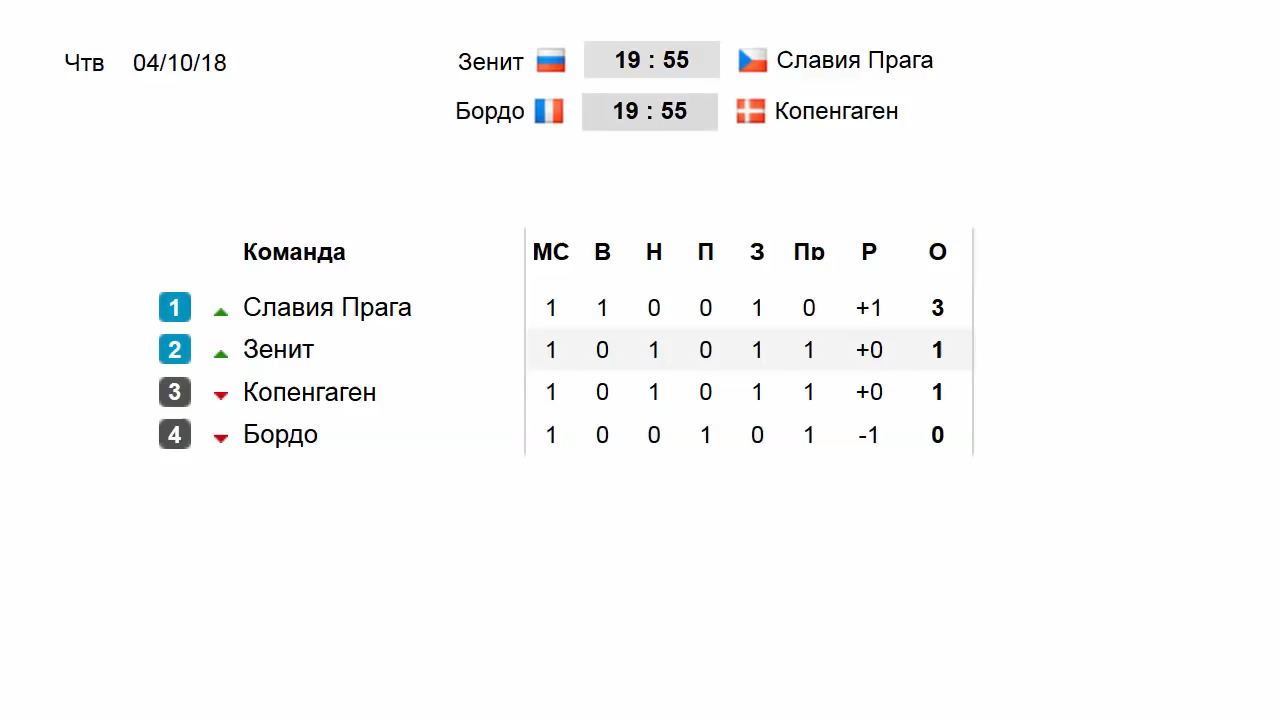 Чтв 04/10/18
Зенит 19 : 55 Славия Прага
Бордо 19 : 55 Копенгаген
Команда МС В Н П З Пр Р О
1 Славия Прага 1 1 0 0 1 0 +1 3
2 Зенит 1 0 1 0 1 1 +0 1
3 Копенгаген 1 0 1 0 1 1 +0 1
4 Бордо 1 0 0 1 0 1 -1 0